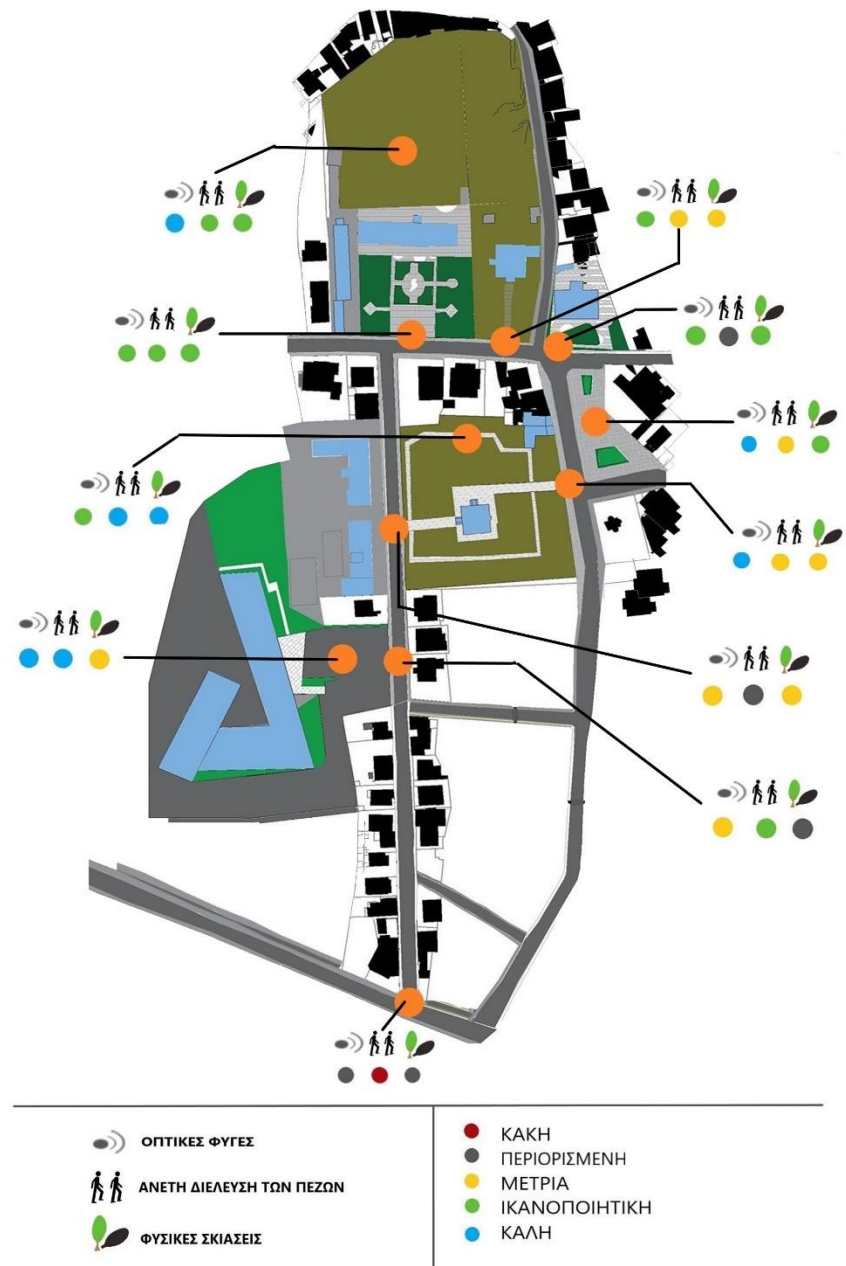 ΟΠΤΙΚΕΣ ΦΥΓΕΣ
ΑΝΕΤΗ ΔΙΕΛΕΥΣΗ ΤΩΝ ΠΕΖΩΝ
ΦΥΣΙΚΕΣ ΣΚΙΑΣΕΙΣ
ΚΑΚΗ
ΠΕΡΙΟΡΙΣΜΕΝΗ
ΜΕΤΡΙΑ
ΙΚΑΝΟΠΟΙΗΤΙΚΗ
ΚΑΛΗ